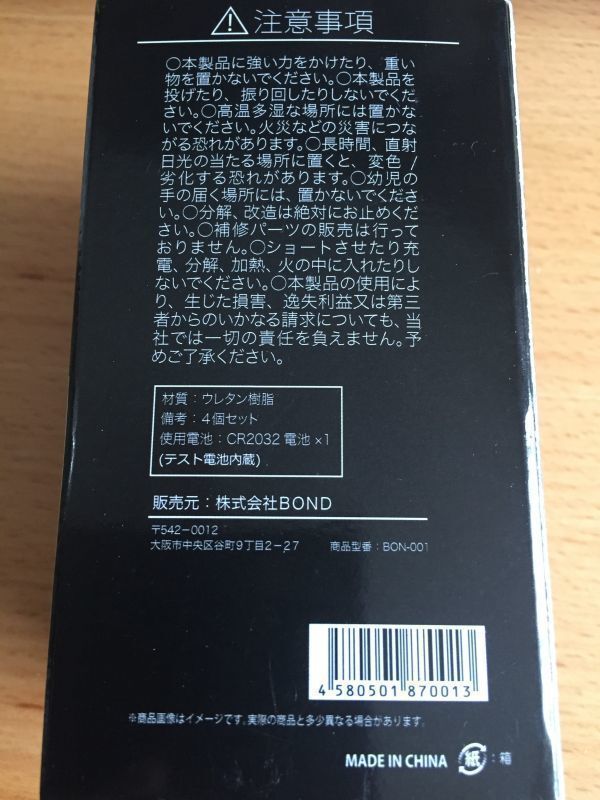 注意事項
○本製品に強い力をかけたり、重い
物を置かないでください。○本製品を
投げたり、振り回したりしないでくだ
さい。○高温多湿な場所には置かな
いでください。火災などの災害につな
がる恐れがあります。○長時間、直射
日光の当たる場所に置くと、変色 /
劣化する恐れがあります。○幼児の
手の届く場所には、置かないでくださ
い。○分解、改造は絶対にお止めくだ
さい。○補修パーツの販売は行って
おりません。○ショートさせたり充
電、分解、加熱、火の中に入れたりし
ないでください。○本製品の使用によ
り、生じた損害、逸失利益又は第三
者からのいかなる請求についても、当
社では一切の責任を負えません。予
めご了承ください。
材質：ウレタン樹脂
備考：4個セット
使用電池：CR2032 電池 ×1
(テスト電池内蔵)
販売元：株式会社BOND
〒542-0012
大阪市中央区谷町9丁目2-27 商品型番：BON-001
4 580501 870013
※商品画像はイメージです。実際の商品と多少異なる場合があります。
MADE IN CHINA 紙：箱